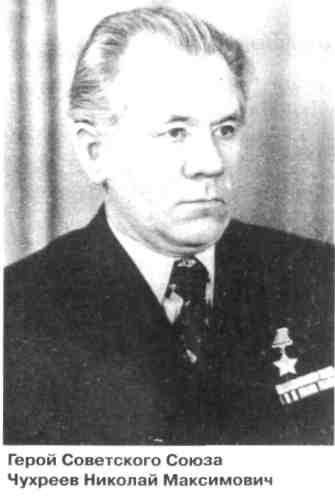 Герой Советского Союза
Чухреев Николай Максимович